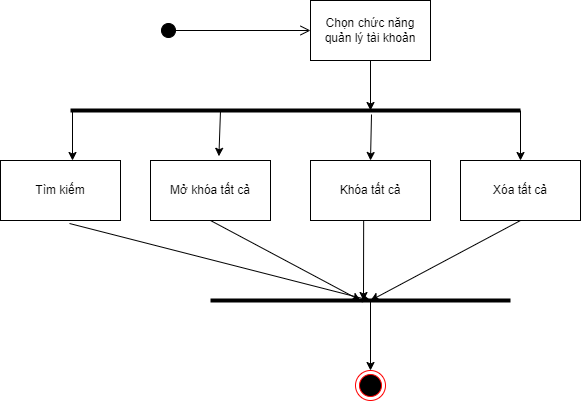 Chọn chức năng
quản lý tài khoản
Tìm kiếm
Mở khóa tất cả
Khóa tất cả
Xóa tất cả